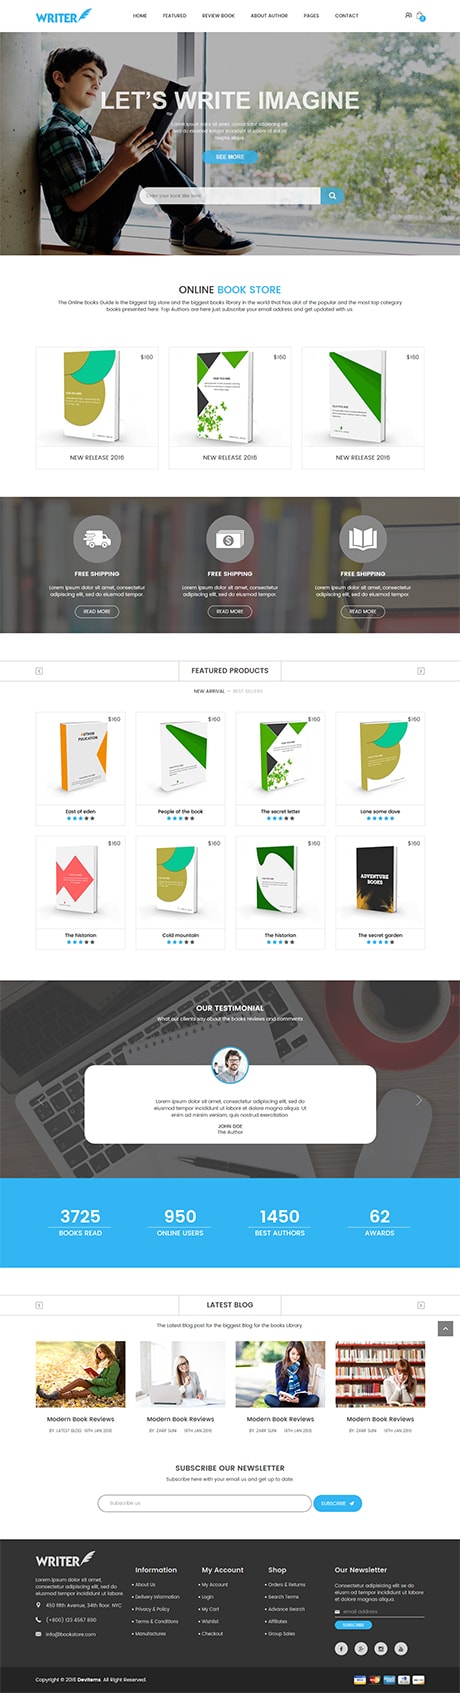 WRITER
HOME FEATURED REVIEW BOOK ABOUT AUTHOR PAGES CONTACT
LET'S WRITE IMAGINE
Lorem ipsum dolor sit amet, consectetur adipiscing elit,
sed do eiusmod tempor incididunt ut labore et dolore
magna aliqua.
SEE MORE
Enter your book title here
ONLINE BOOK STORE
The Online Books Guide is the biggest big store and the biggest books library in the world that has alot of the popular and the most top category
books presented here. Top Authors are here just subscribe your email address and get updated with us.
$160 $160 $160
NEW RELEASE 2016 NEW RELEASE 2016 NEW RELEASE 2016
FREE SHIPPING FREE SHIPPING FREE SHIPPING
Lorem ipsum dolor sit amet, consectetur Lorem ipsum dolor sit amet, consectetur Lorem ipsum dolor sit amet, consectetur
adipiscing elit, sed do eiusmod tempor. adipiscing elit, sed do eiusmod tempor. adipiscing elit, sed do eiusmod tempor.
READ MORE READ MORE READ MORE
FEATURED PRODUCTS
NEW ARRIVAL – BEST SELLERS
$160 $160 $160 $160
AUTHOR
PUBLICATION
East of eden People of the book The secret letter Lone some dove
$160 $160 $160 $160
ADVENTURE
BOOKS
The historian Cold mountain The historian The secret garden
OUR TESTIMONIAL
What our clients say about the books reviews and comments
Lorem ipsum dolor sit amet, consectetur adipiscing elit, sed do eiusmod
tempor incididunt ut labore et dolore magna aliqua. Ut
enim ad minim veniam, quis nostrud exercitation
JOHN DOE
The Author
3725 950 1450 62
BOOKS READ ONLINE USERS BEST AUTHORS AWARDS
LATEST BLOG
The Latest Blog post for the biggest Blog for the books Library.
Modern Book Reviews Modern Book Reviews Modern Book Reviews Modern Book Reviews
BY LATEST BLOG 16TH JAN 2016 BY ZARIF SUNI 16TH JAN 2016 BY ZARIF SUNI 16TH JAN 2016 BY ZARIF SUNI 16TH JAN 2016
SUBSCRIBE OUR NEWSLETTER
Subscribe here with your email us and get up to date.
Subscribe us
SUBSCRIBE
WRITER
Lorem ipsum dolor sit amet,
consectetur adipiscing elit, sed do
eiusmod tempor incididunt ut labore.
450 fifth Avenue, 34th floor. NYC
(+800) 123 4567 890
info@bookstore.com
Information
About Us
Delivery Information
Privacy & Policy
Terms & Conditions
Manufactures
My Account
My Account
Login
My Cart
Wishlist
Checkout
Shop
Orders & Returns
Search Terms
Advance Search
Affiliates
Group Sales
Our Newsletter
Consectetur adipiscing elit se do
eiusm od tempor incididunt ut labore.
email address
SUBSCRIBE
Copyright © 2016 Devitems. All Right Reserved.